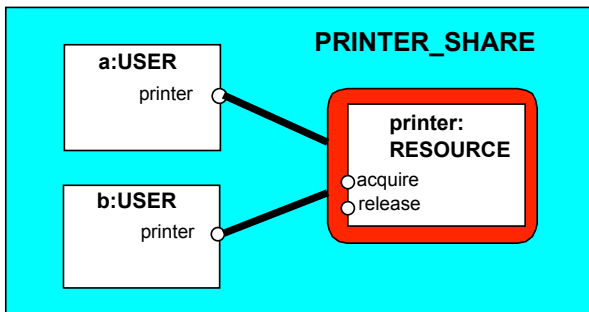 PRINTER_SHARE
a:USER
printer
b:USER
printer
printer:
RESOURCE
acquire
release